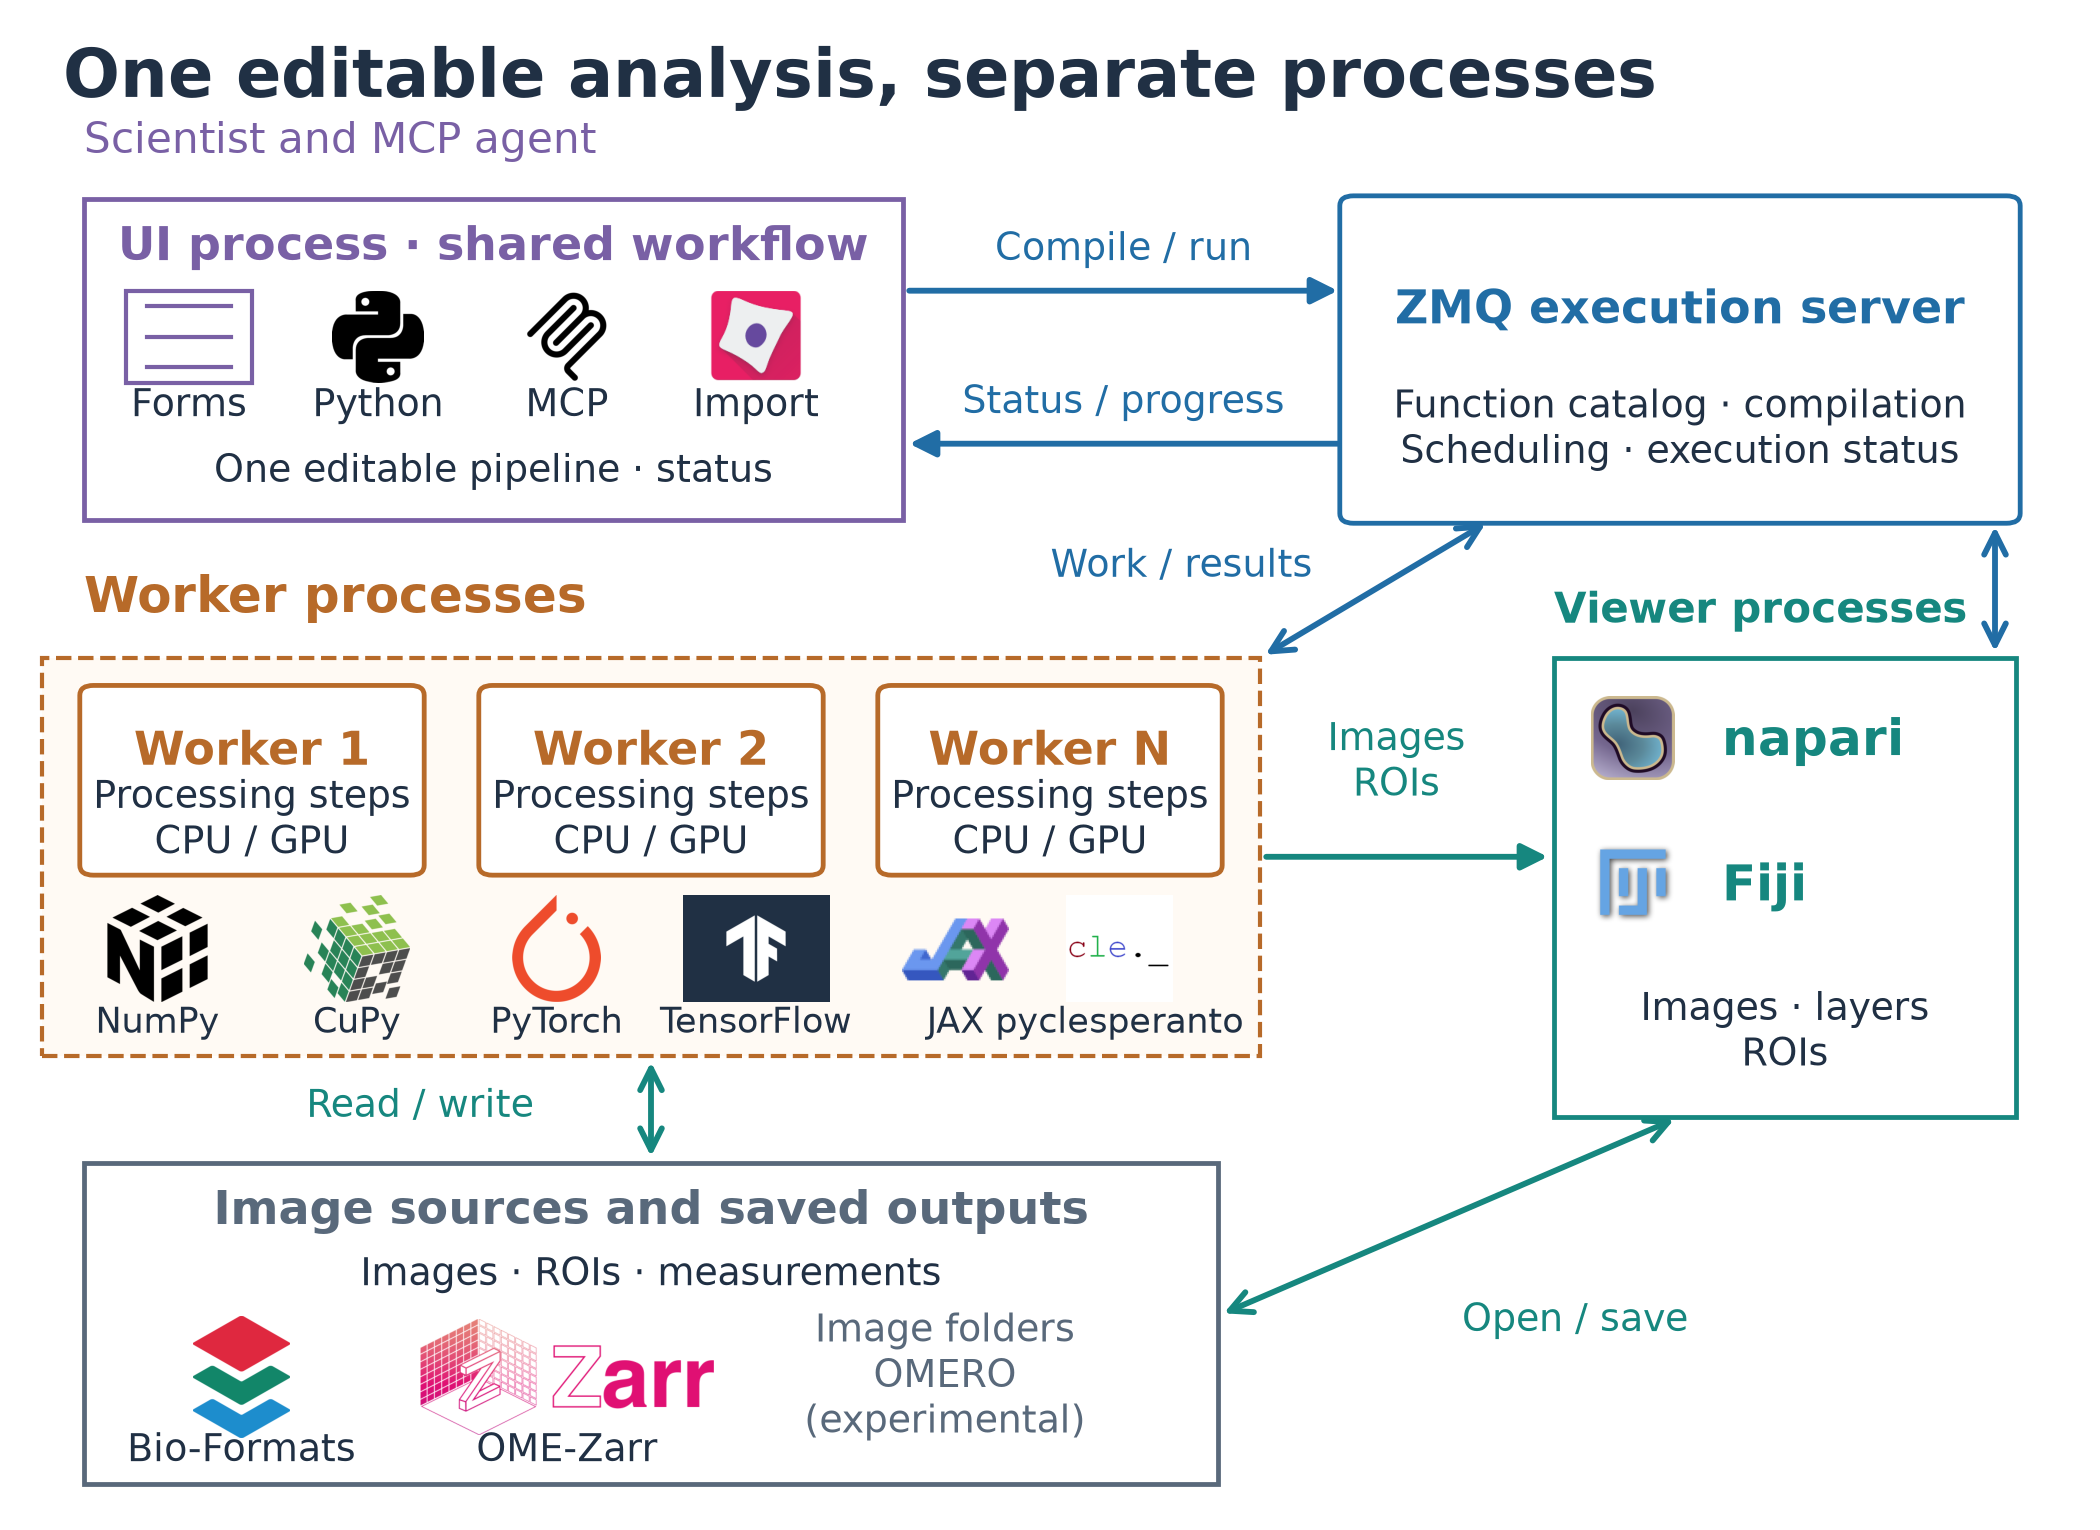 One editable analysis, separate processes
Scientist and MCP agent
UI process · shared workflow
Forms
Python
MCP
Import
One editable pipeline · status
Compile / run
Status / progress
ZMQ execution server
Function catalog · compilation
Scheduling · execution status
Work / results
Worker processes
Worker 1
Processing steps
CPU / GPU
Worker 2
Processing steps
CPU / GPU
Worker N
Processing steps
CPU / GPU
cle._
NumPy
CuPy
PyTorch
TensorFlow
JAX
pyclesperanto
Images
ROIs
Viewer processes
napari
Fiji
Images · layers
ROIs
Read / write
Image sources and saved outputs
Images · ROIs · measurements
Zarr
Bio-Formats
OME-Zarr
Image folders
OMERO
(experimental)
Open / save